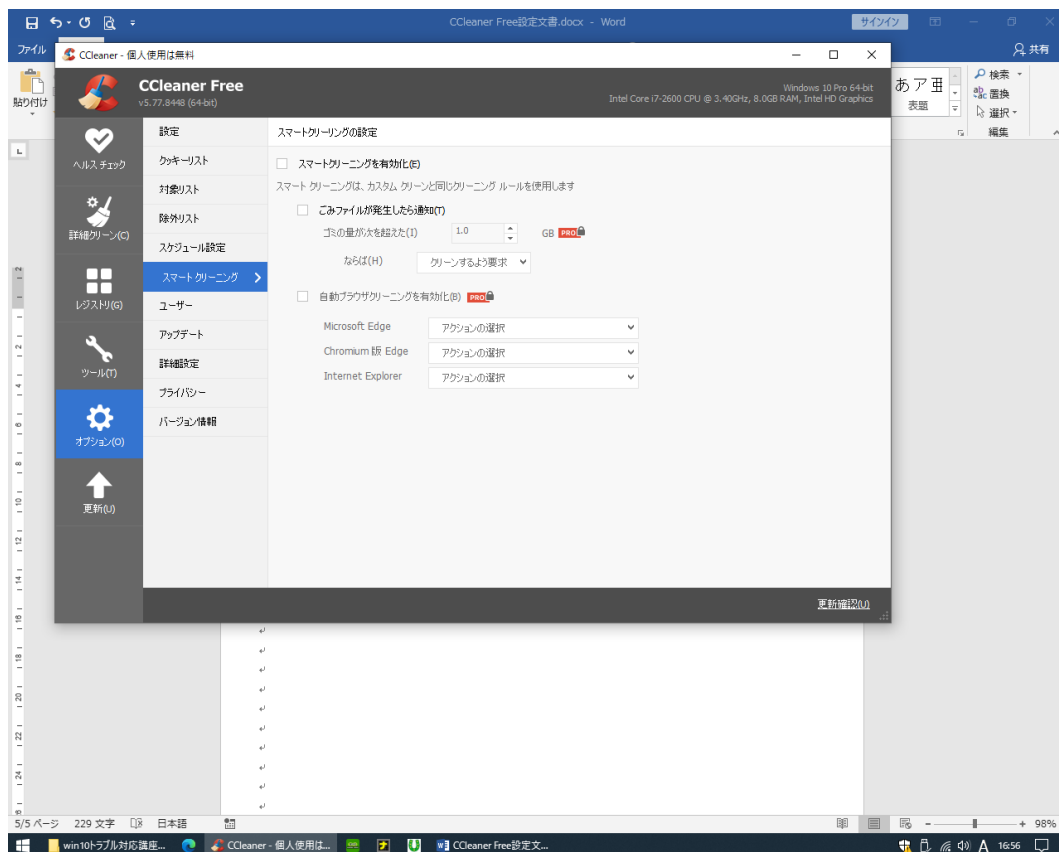 CCleaner Free設定文書.docx - Word
サインイン
ファイル
共有
CCleaner - 個人使用は無料
貼り付け
あア亜
表題
検索
置換
選択
編集
CCleaner Free
v5.77.8448 (64-bit)
Windows 10 Pro 64-bit
Intel Core i7-2600 CPU @ 3.40GHz, 8.0GB RAM, Intel HD Graphics
ヘルス チェック
詳細クリーン(C)
レジストリ(G)
ツール(T)
オプション(O)
更新(U)
設定
クッキーリスト
対象リスト
除外リスト
スケジュール設定
スマート クリーニング
ユーザー
アップデート
詳細設定
プライバシー
バージョン情報
スマートクリーリングの設定
スマートクリーニングを有効化(E)
スマート クリーニングは、カスタム クリーンと同じクリーニング ルールを使用します
ごみファイルが発生したら通知(T)
ゴミの量が次を超えた(I) 1.0 GB PRO
ならば(H) クリーンするよう要求
自動ブラウザクリーニングを有効化(B) PRO
Microsoft Edge アクションの選択
Chromium 版 Edge アクションの選択
Internet Explorer アクションの選択
更新確認(U)
L
2
2
4
6
8
10
12
14
16
18
20
22
24
5/5 ページ 229 文字 日本語 98%
win10トラブル対応講座... CCleaner - 個人使用は... CCleaner Free設定文... A 16:56